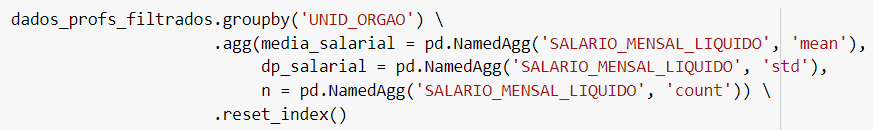 dados_profs_filtrados.groupby('UNID_ORGAO') \
.agg(media_salarial = pd.NamedAgg('SALARIO_MENSAL_LIQUIDO', 'mean'),
dp_salarial = pd.NamedAgg('SALARIO_MENSAL_LIQUIDO', 'std'),
n = pd.NamedAgg('SALARIO_MENSAL_LIQUIDO', 'count')) \
.reset_index()